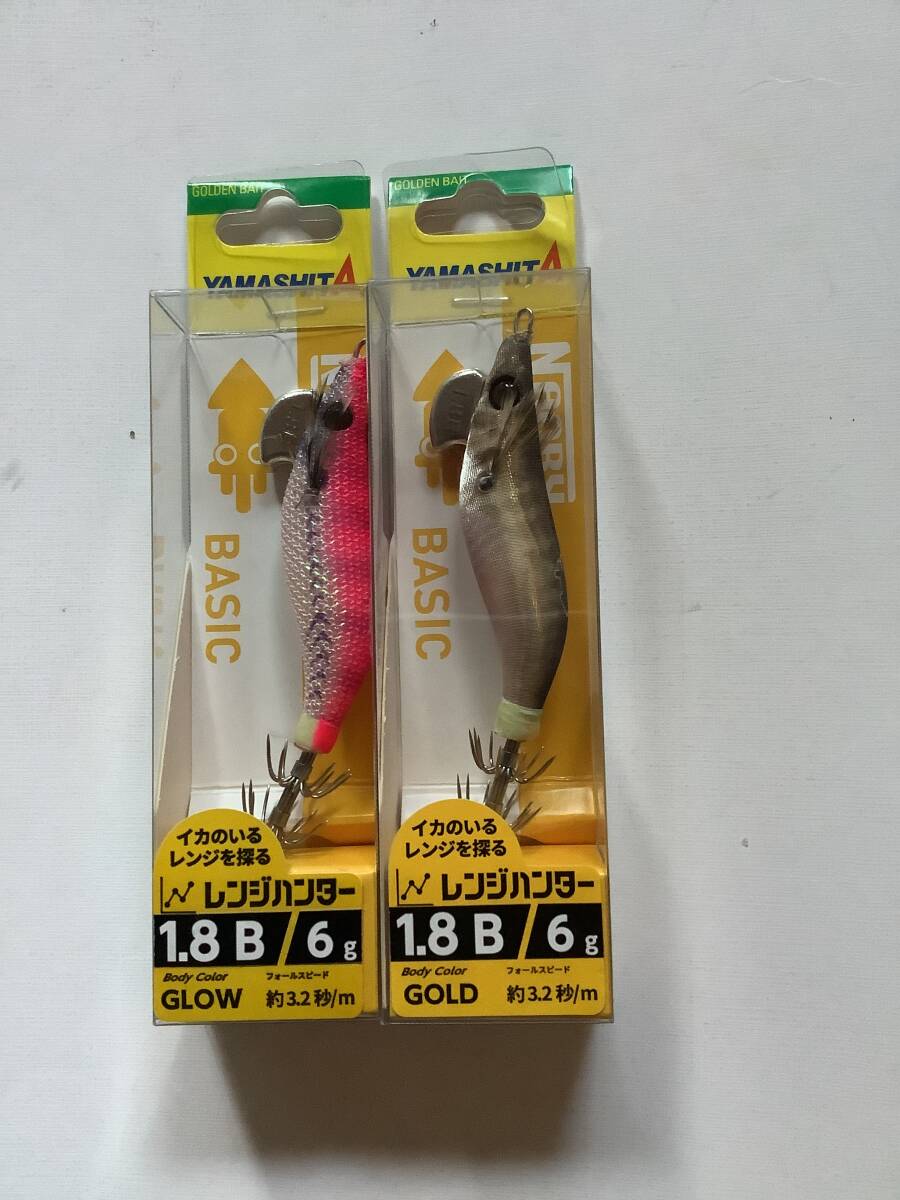 GOLDEN BAIT
YAMASHITA
BASIC
イカのいる
レンジを探る
レンジハンター
1.8 B / 6 g
Body Color
フォールスピード
GLOW
約3.2秒/m
GOLDEN BAIT
YAMASHITA
BASIC
イカのいる
レンジを探る
レンジハンター
1.8 B / 6 g
Body Color
フォールスピード
GOLD
約3.2秒/m